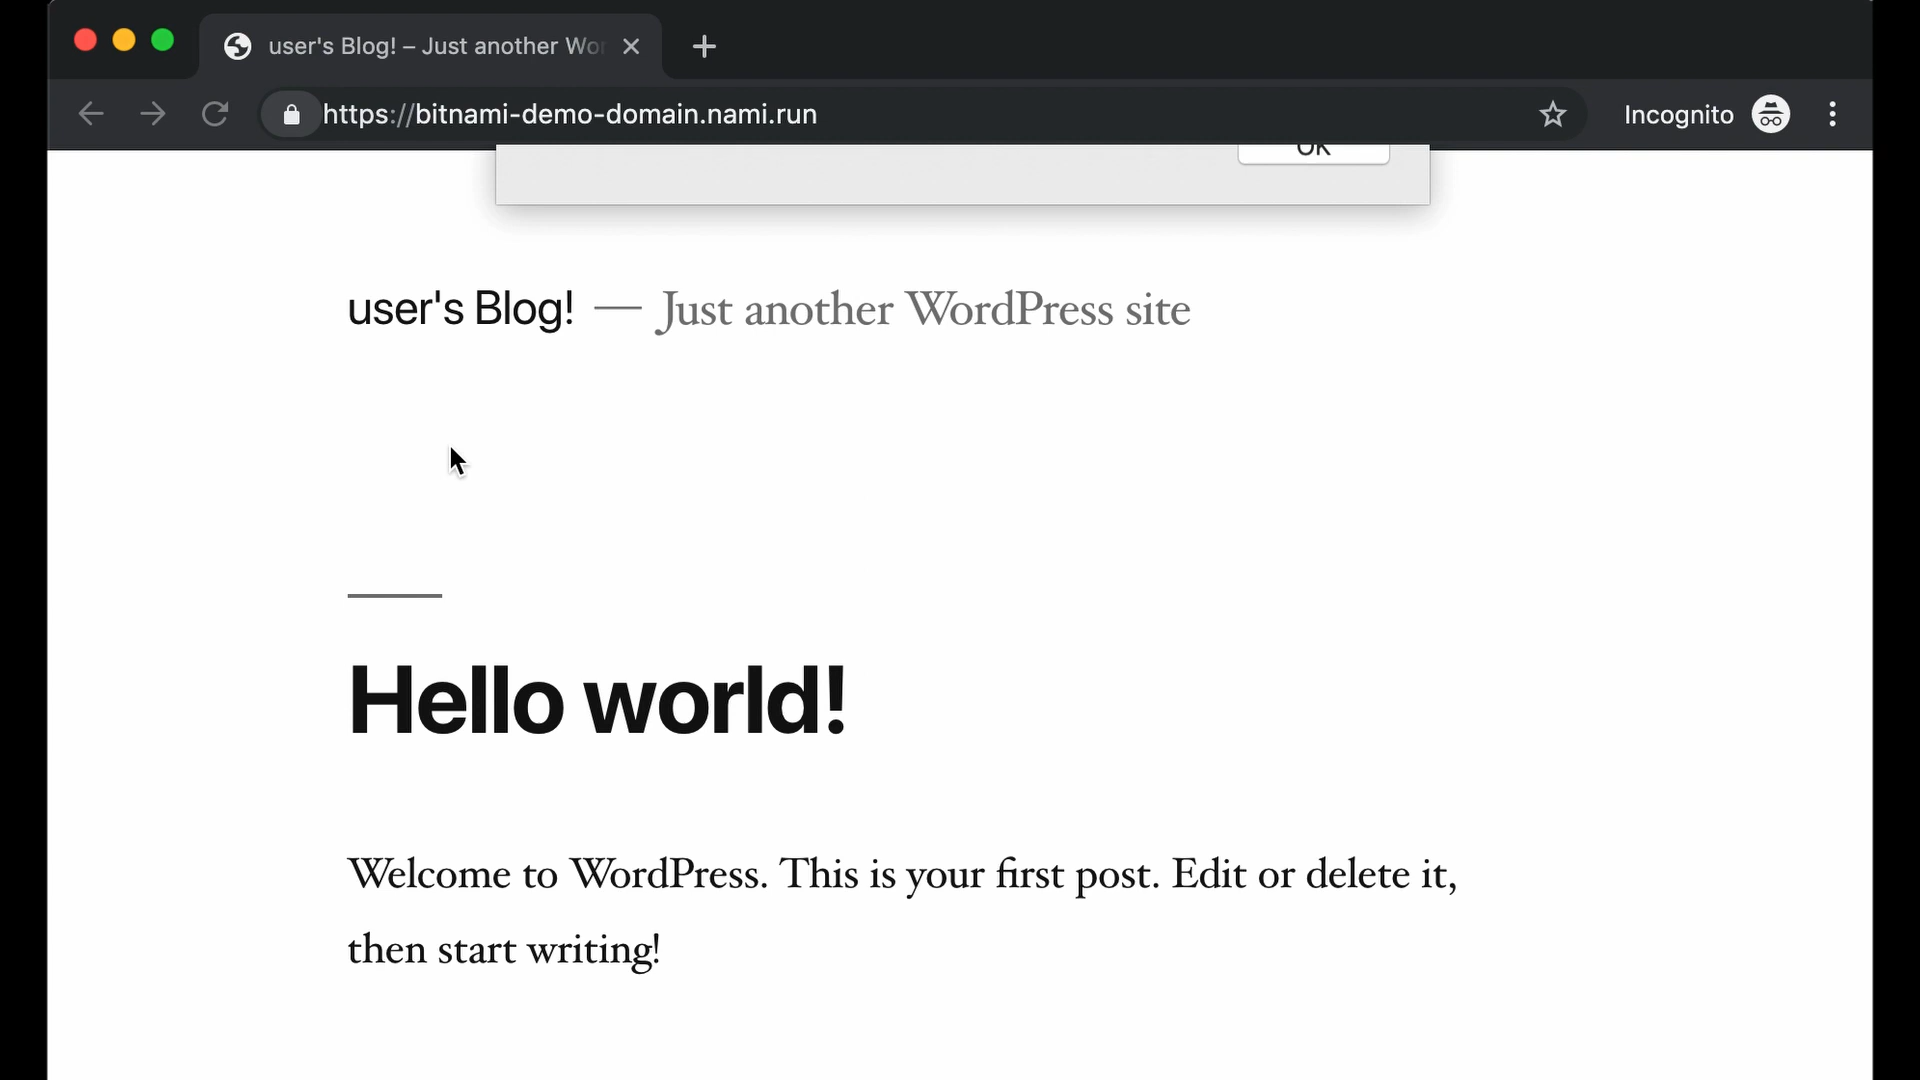 user's Blog! – Just another Wor
https://bitnami-demo-domain.nami.run
Incognito
OK
user's Blog! — Just another WordPress site
Hello world!
Welcome to WordPress. This is your first post. Edit or delete it,
then start writing!